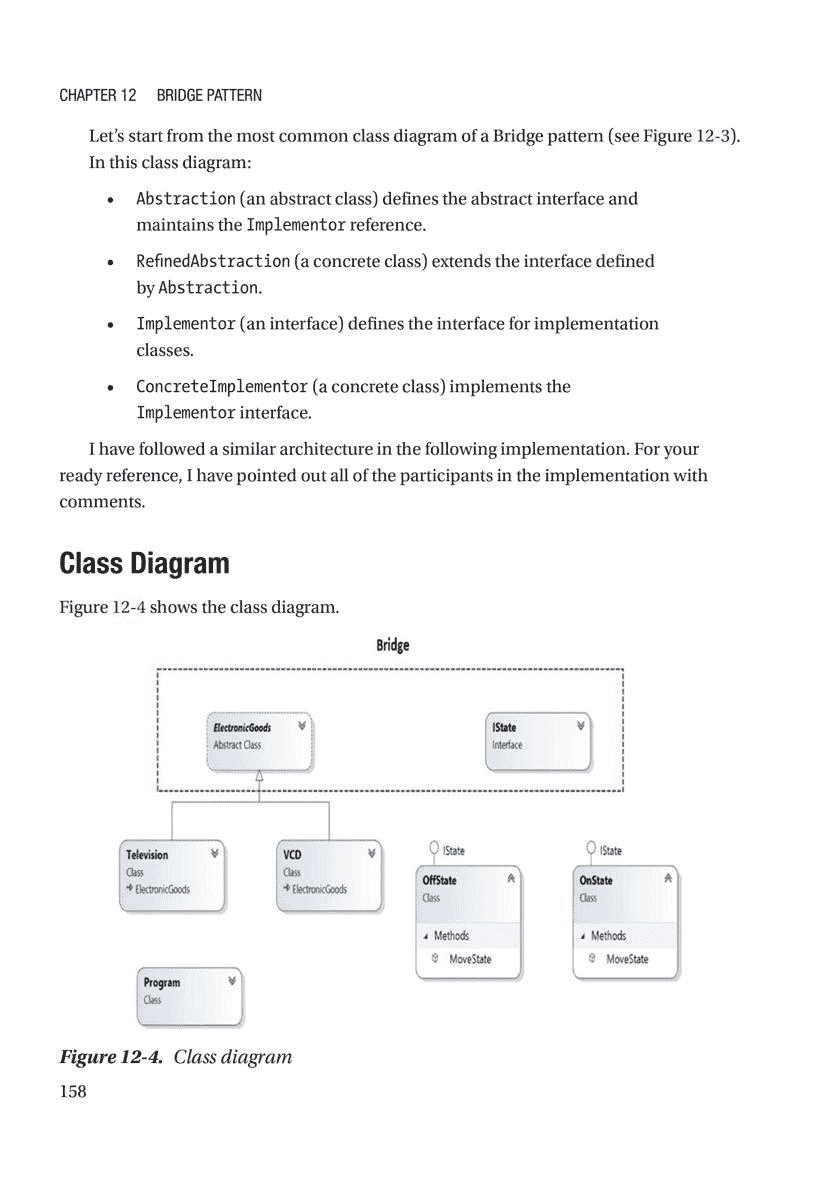 CHAPTER 12 BRIDGE PATTERN
Let’s start from the most common class diagram of a Bridge pattern (see Figure 12-3).
In this class diagram:
• Abstraction (an abstract class) defines the abstract interface and
maintains the Implementor reference.
• RefinedAbstraction (a concrete class) extends the interface defined
by Abstraction.
• Implementor (an interface) defines the interface for implementation
classes.
• ConcreteImplementor (a concrete class) implements the
Implementor interface.
I have followed a similar architecture in the following implementation. For your
ready reference, I have pointed out all of the participants in the implementation with
comments.
Class Diagram
Figure 12-4 shows the class diagram.
Bridge
ElectronicGoods
Abstract Class
IState
Interface
Television
Class
ElectronicGoods
VCD
Class
ElectronicGoods
IState
OffState
Class
Methods
MoveState
IState
OnState
Class
Methods
MoveState
Program
Class
Figure 12-4. Class diagram
158